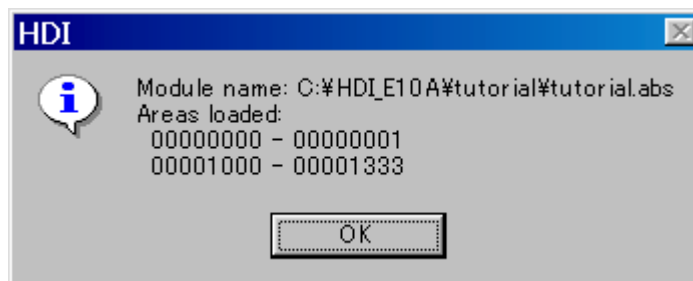 HDI
Module name: C:¥HDI_E10A¥tutorial¥tutorial.abs
Areas loaded:
00000000 - 00000001
00001000 - 00001333
OK